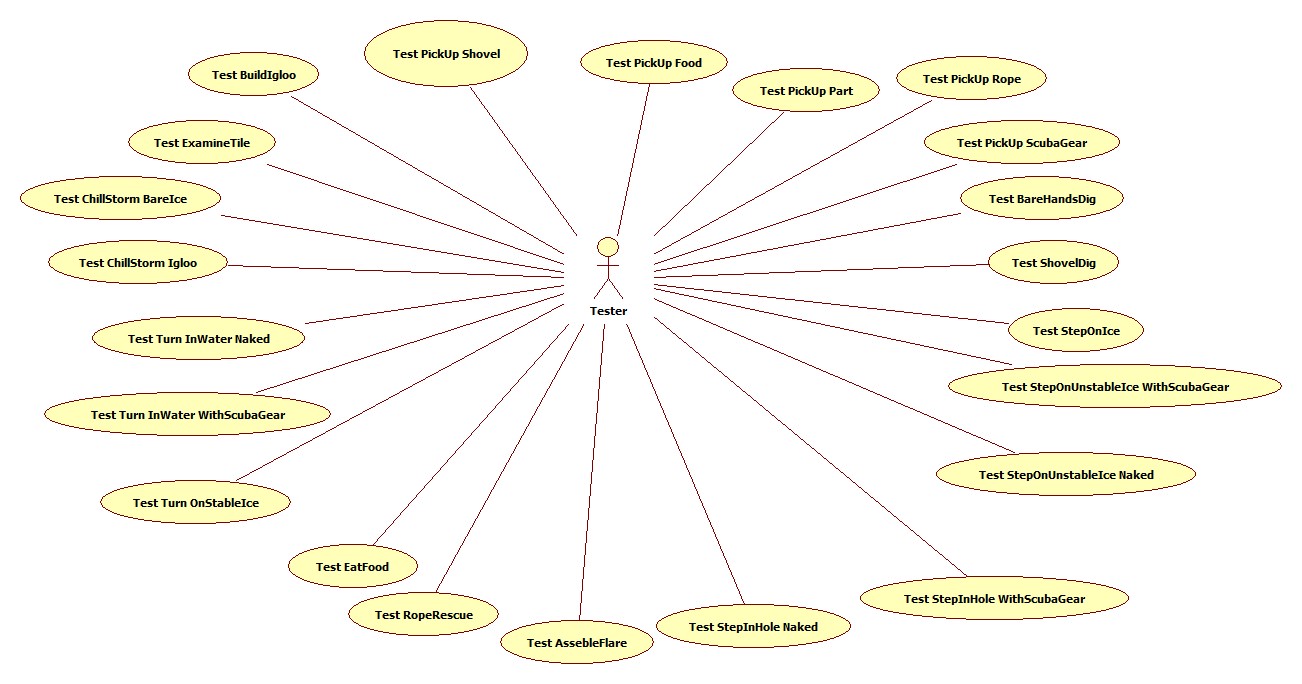 Test PickUp Shovel
Test PickUp Food
Test BuildIgloo
Test PickUp Rope
Test PickUp Part
Test ExamineTile
Test PickUp ScubaGear
Test ChillStorm BareIce
Test BareHandsDig
Test ChillStorm Igloo
Test ShovelDig
Tester
Test StepOnIce
Test Turn InWater Naked
Test StepOnUnstableIce WithScubaGear
Test Turn InWater WithScubaGear
Test StepOnUnstableIce Naked
Test Turn OnStableIce
Test EatFood
Test StepInHole WithScubaGear
Test RopeRescue
Test StepInHole Naked
Test AssebleFlare